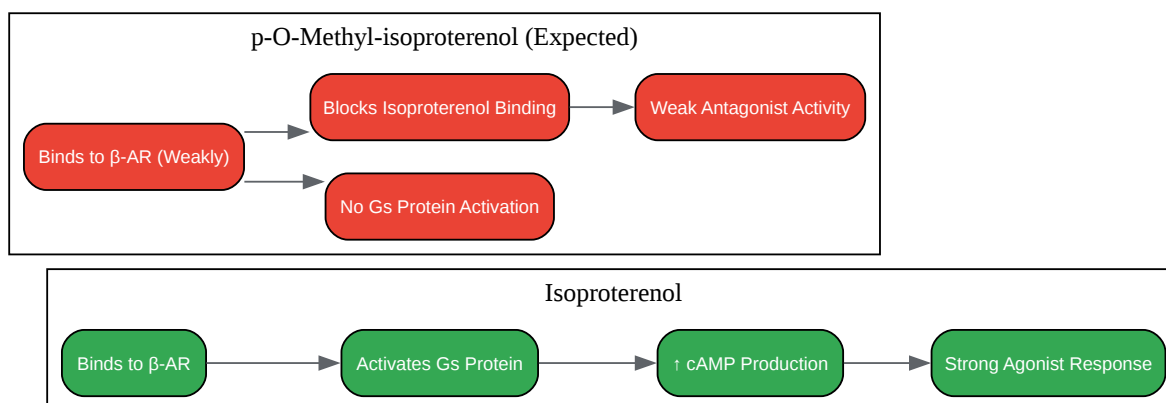 p-O-Methyl-isoproterenol (Expected)
Blocks Isoproterenol Binding
Weak Antagonist Activity
Binds to β-AR (Weakly)
No Gs Protein Activation
Isoproterenol
Binds to β-AR
Activates Gs Protein
↑ cAMP Production
Strong Agonist Response